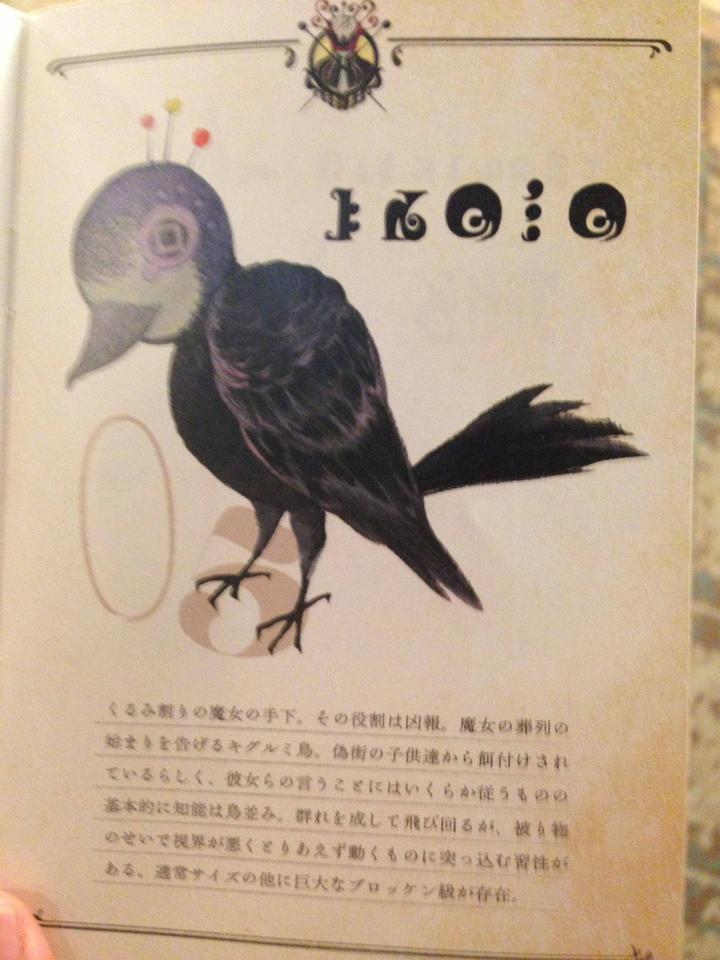 くるみ割りの魔女の手下。その役割は凶報。魔女の葬列の
始まりを告げるキグルミ鳥。偽街の子供達から餌付けされ
ているらしく、彼女らの言うことにはいくらか従うものの
基本的に知能は鳥並み。群れを成して飛び回るが、被り物
のせいで視界が悪くとりあえず動くものに突っ込む習性が
ある。通常サイズの他に巨大なブロッケン級が存在。